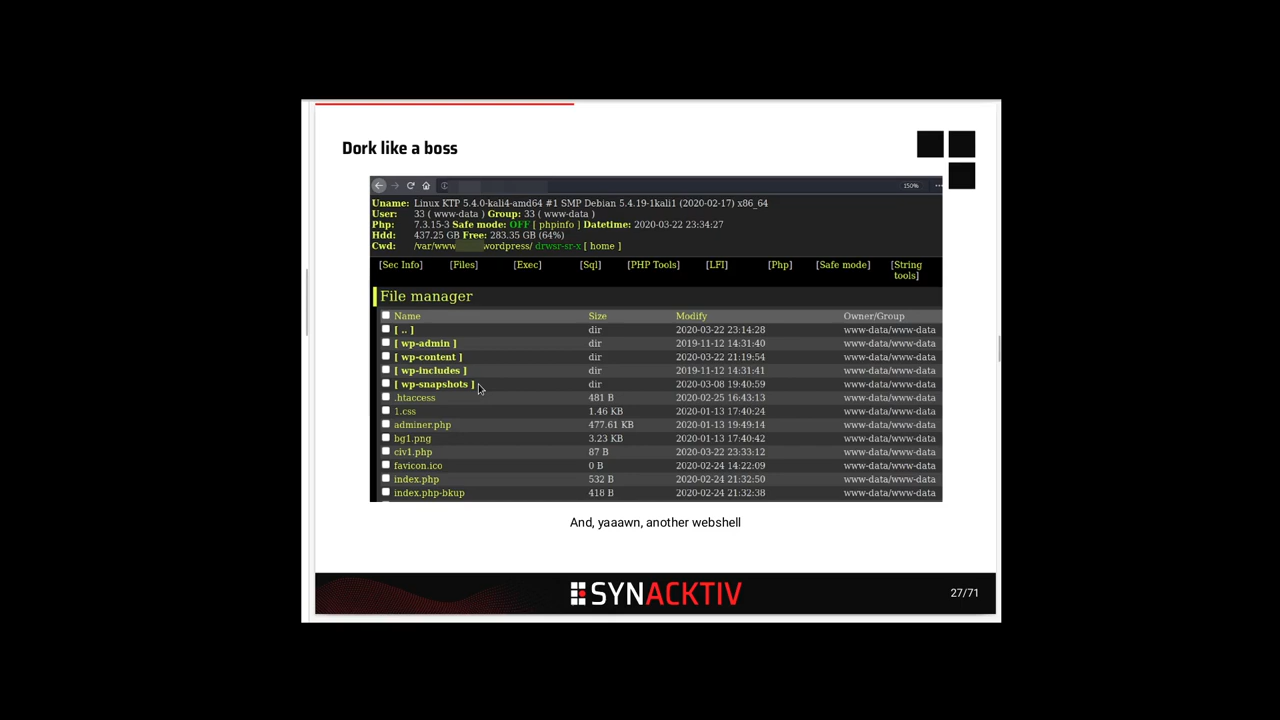 Dork like a boss
150%
Uname: Linux KTP 5.4.0-kali4-amd64 #1 SMP Debian 5.4.19-1kali1 (2020-02-17) x86_64
User: 33 ( www-data ) Group: 33 ( www-data )
Php: 7.3.15-3 Safe mode: OFF [ phpinfo ] Datetime: 2020-03-22 23:34:27
Hdd: 437.25 GB Free: 283.35 GB (64%)
Cwd: /var/www wordpress/ drwsr-sr-x [ home ]
[Sec Info] [Files] [Exec] [Sql] [PHP Tools] [LFI] [Php] [Safe mode] [String
tools]
File manager
Name Size Modify Owner/Group
[ .. ] dir 2020-03-22 23:14:28 www-data/www-data
[ wp-admin ] dir 2019-11-12 14:31:40 www-data/www-data
[ wp-content ] dir 2020-03-22 21:19:54 www-data/www-data
[ wp-includes ] dir 2019-11-12 14:31:41 www-data/www-data
[ wp-snapshots ] dir 2020-03-08 19:40:59 www-data/www-data
.htaccess 481 B 2020-02-25 16:43:13 www-data/www-data
1.css 1.46 KB 2020-01-13 17:40:24 www-data/www-data
adminer.php 477.61 KB 2020-01-13 19:49:14 www-data/www-data
bg1.png 3.23 KB 2020-01-13 17:40:42 www-data/www-data
civ1.php 87 B 2020-03-22 23:33:12 www-data/www-data
favicon.ico 0 B 2020-02-24 14:22:09 www-data/www-data
index.php 532 B 2020-02-24 21:32:50 www-data/www-data
index.php-bkup 418 B 2020-02-24 21:32:38 www-data/www-data
And, yaaawn, another webshell
SYNACKTIV
27/71